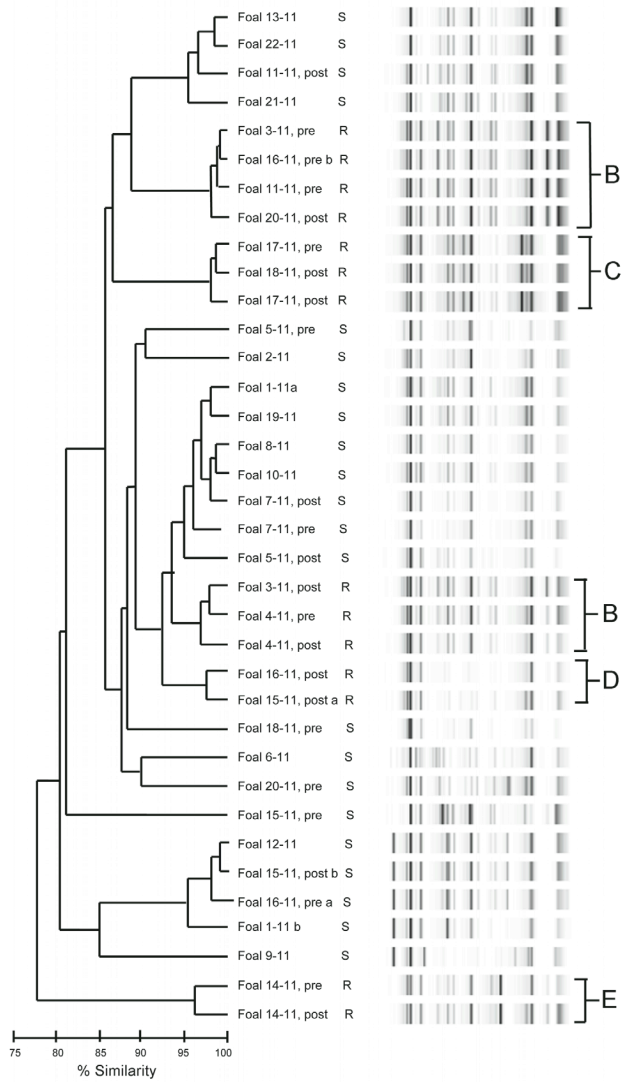 Foal 13-11 S
Foal 22-11 S
Foal 11-11, post S
Foal 21-11 S
Foal 3-11, pre R
Foal 16-11, pre b R
B
Foal 11-11, pre R
Foal 20-11, post R
Foal 17-11, pre R
Foal 18-11, post R
C
Foal 17-11, post R
Foal 5-11, pre S
Foal 2-11 S
Foal 1-11a S
Foal 19-11 S
Foal 8-11 S
Foal 10-11 S
Foal 7-11, post S
Foal 7-11, pre S
Foal 5-11, post S
Foal 3-11, post R
Foal 4-11, pre R
B
Foal 4-11, post R
Foal 16-11, post R
D
Foal 15-11, post a R
Foal 18-11, pre S
Foal 6-11 S
Foal 20-11, pre S
Foal 15-11, pre S
Foal 12-11 S
Foal 15-11, post b S
Foal 16-11, pre a S
Foal 1-11 b S
Foal 9-11 S
Foal 14-11, pre R
E
Foal 14-11, post R
75 80 85 90 95 100
% Similarity